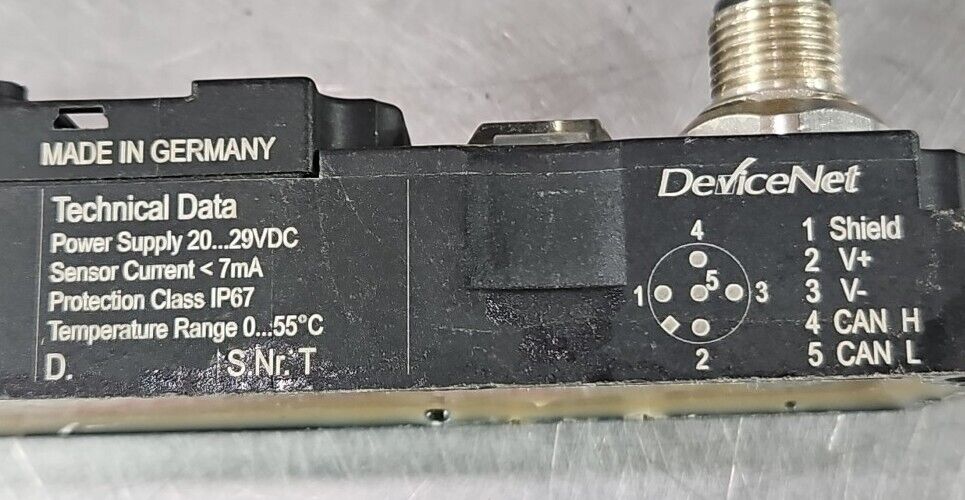 MADE IN GERMANY
Technical Data
Power Supply 20...29VDC
Sensor Current < 7mA
Protection Class IP67
Temperature Range 0...55°C
D.
S.Nr. T
DeviceNet
4
5
1
3
2
1 Shield
2 V+
3 V-
4 CAN H
5 CAN L